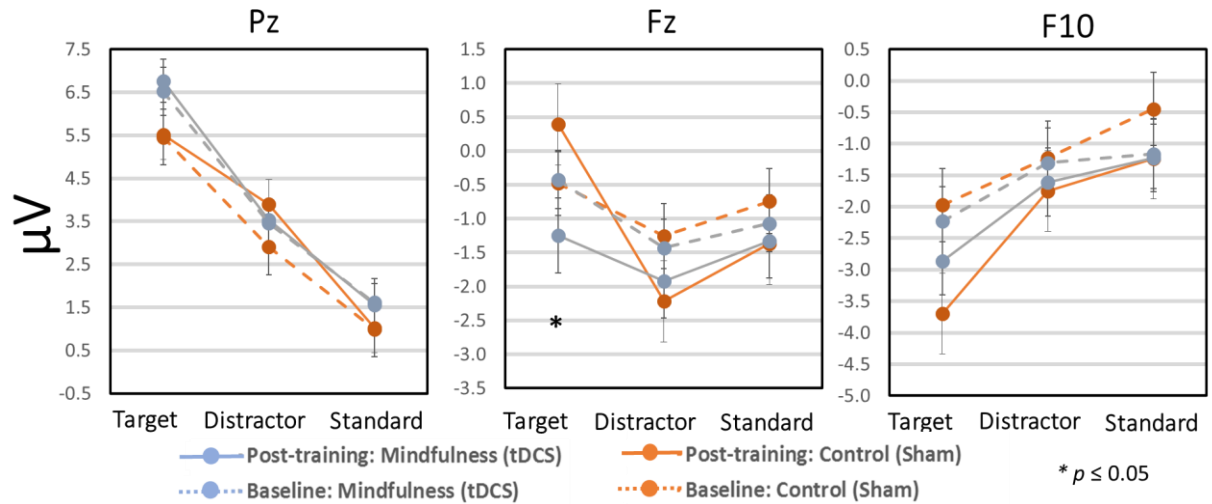 Pz
Fz
F10
μV
7.5
6.5
5.5
4.5
3.5
2.5
1.5
0.5
-0.5
1.5
1.0
0.5
0.0
-0.5
-1.0
-1.5
-2.0
-2.5
-3.0
-3.5
*
0.5
0.0
-0.5
-1.0
-1.5
-2.0
-2.5
-3.0
-3.5
-4.0
-4.5
-5.0
Target Distractor Standard
Target Distractor Standard
Target Distractor Standard
Post-training: Mindfulness (tDCS)
Post-training: Control (Sham)
Baseline: Mindfulness (tDCS)
Baseline: Control (Sham)
* p ≤ 0.05